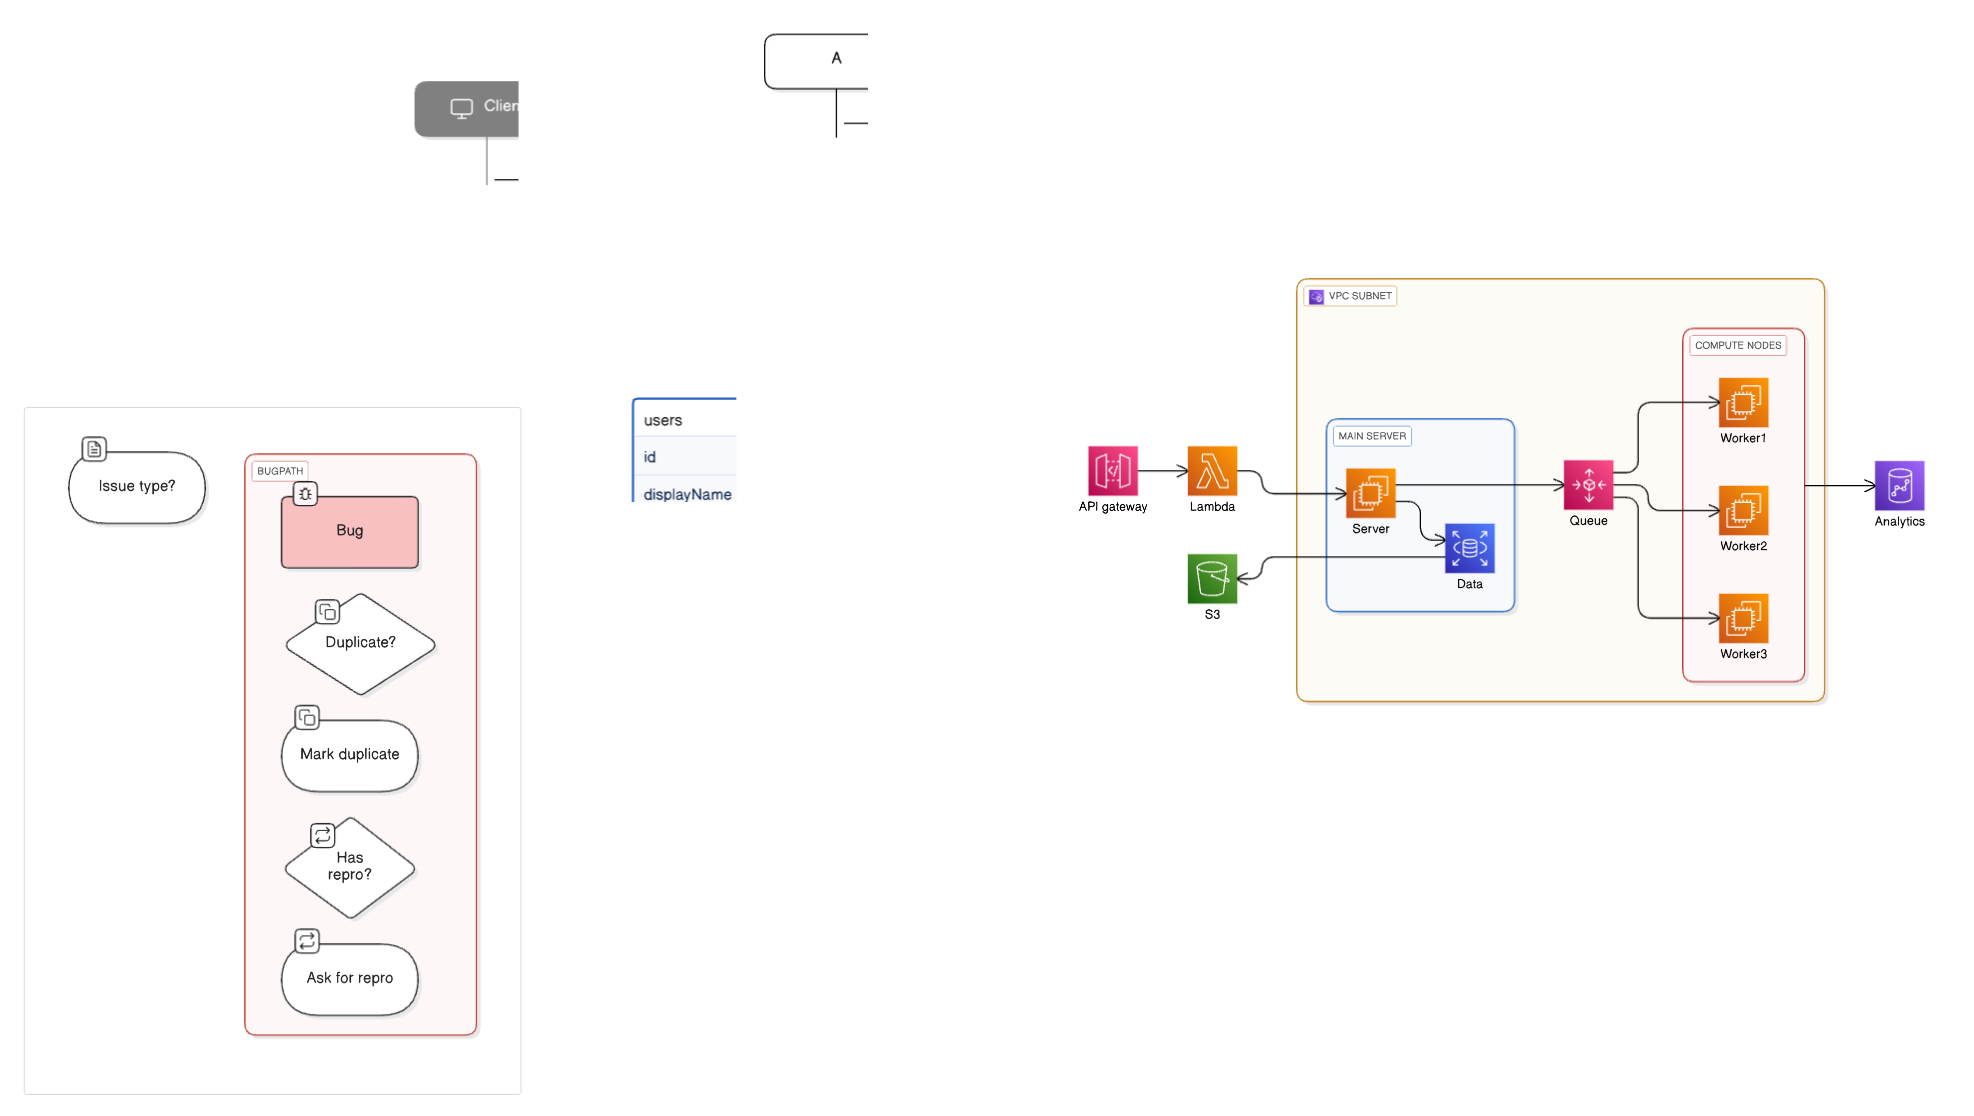 A
Clien
users
id
displayName
Issue type?
BUGPATH
Bug
Duplicate?
Mark duplicate
Has
repro?
Ask for repro
VPC SUBNET
COMPUTE NODES
MAIN SERVER
API gateway
Lambda
S3
Server
Data
Queue
Worker1
Worker2
Worker3
Analytics